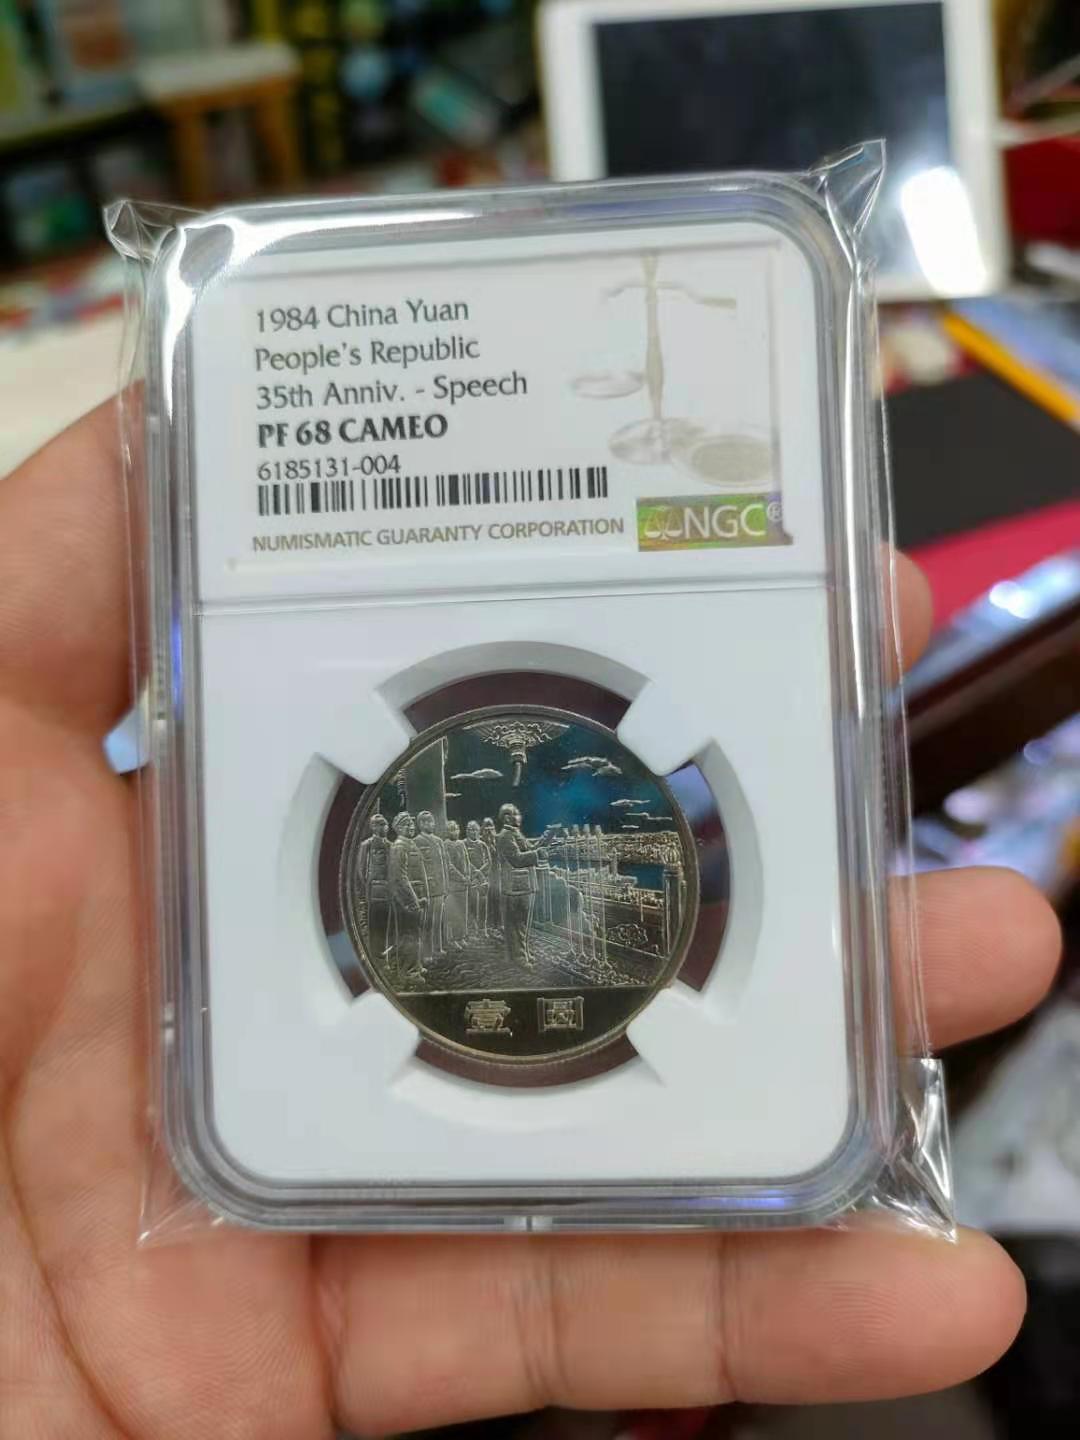 1984 China Yuan
People's Republic
35th Anniv. - Speech
PF 68 CAMEO
6185131-004
NUMISMATIC GUARANTY CORPORATION NGC®
壹圆